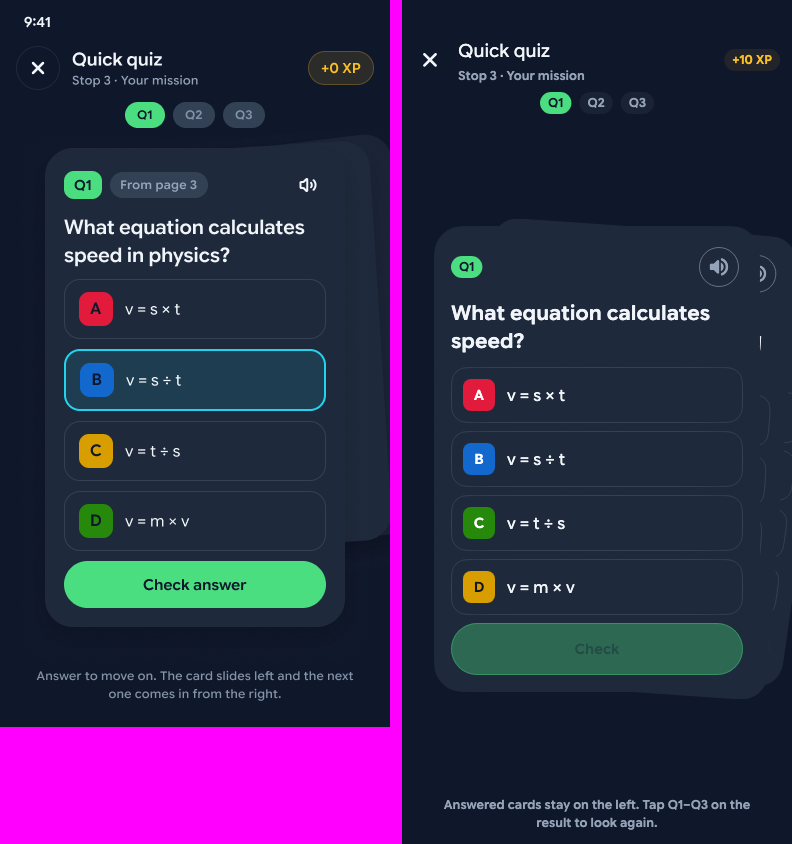 9:41
Quick quiz
Stop 3 · Your mission
+0 XP
Q1 Q2 Q3
Q1 From page 3
What equation calculates
speed in physics?
A v = s × t
B v = s ÷ t
C v = t ÷ s
D v = m × v
Check answer
Answer to move on. The card slides left and the next
one comes in from the right.
Quick quiz
Stop 3 · Your mission
+10 XP
Q1 Q2 Q3
Q1
What equation calculates
speed?
A v = s × t
B v = s ÷ t
C v = t ÷ s
D v = m × v
Check
Answered cards stay on the left. Tap Q1–Q3 on the
result to look again.